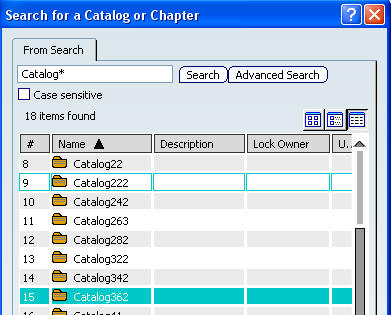 Search for a Catalog or Chapter
From Search
Catalog*
Search
Advanced Search
Case sensitive
18 items found
# Name Description Lock Owner U...
8 Catalog22
9 Catalog222
10 Catalog242
11 Catalog263
12 Catalog282
13 Catalog322
14 Catalog342
15 Catalog362
16 Catalog41